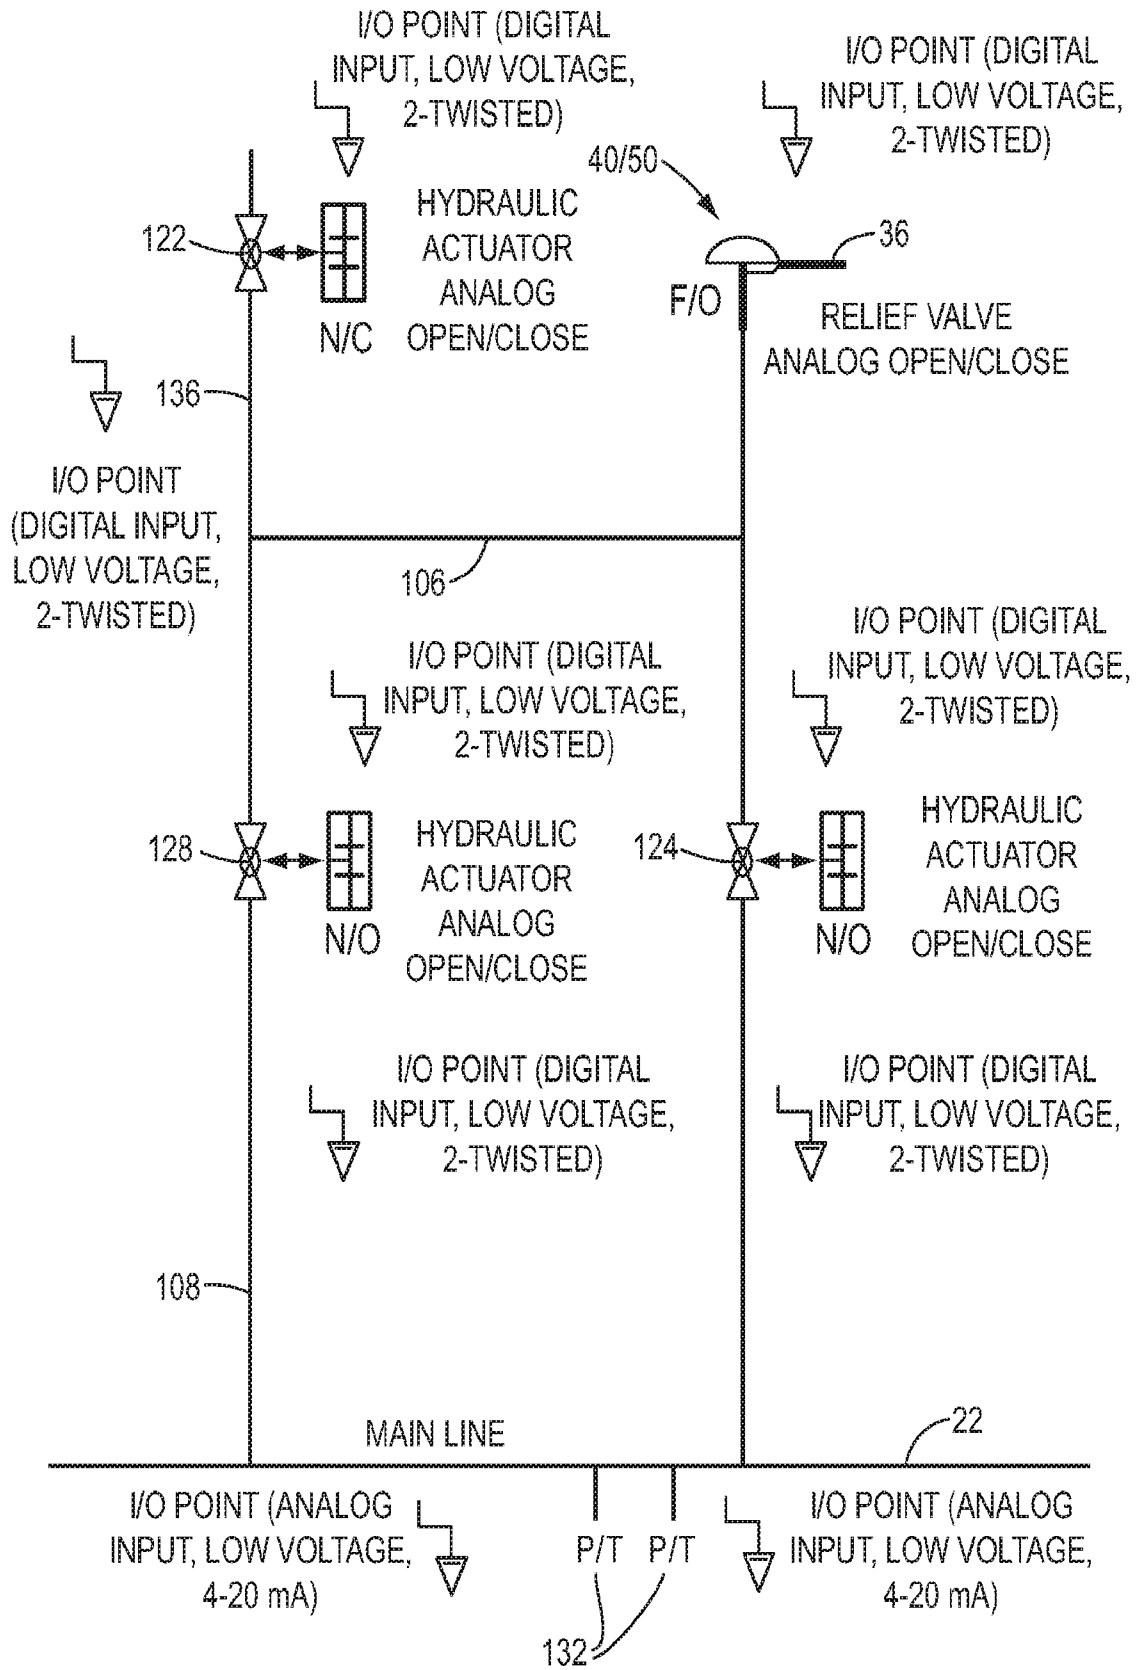 I/O POINT (DIGITAL
INPUT, LOW VOLTAGE,
2-TWISTED)
I/O POINT (DIGITAL
INPUT, LOW VOLTAGE,
2-TWISTED)
40/50
122
HYDRAULIC
ACTUATOR
ANALOG
OPEN/CLOSE
N/C
36
F/O
RELIEF VALVE
ANALOG OPEN/CLOSE
136
I/O POINT
(DIGITAL INPUT,
LOW VOLTAGE,
2-TWISTED)
106
I/O POINT (DIGITAL
INPUT, LOW VOLTAGE,
2-TWISTED)
I/O POINT (DIGITAL
INPUT, LOW VOLTAGE,
2-TWISTED)
128
HYDRAULIC
ACTUATOR
ANALOG
OPEN/CLOSE
N/O
124
HYDRAULIC
ACTUATOR
ANALOG
OPEN/CLOSE
N/O
I/O POINT (DIGITAL
INPUT, LOW VOLTAGE,
2-TWISTED)
I/O POINT (DIGITAL
INPUT, LOW VOLTAGE,
2-TWISTED)
108
MAIN LINE
22
I/O POINT (ANALOG
INPUT, LOW VOLTAGE,
4-20 mA)
P/T P/T
132
I/O POINT (ANALOG
INPUT, LOW VOLTAGE,
4-20 mA)